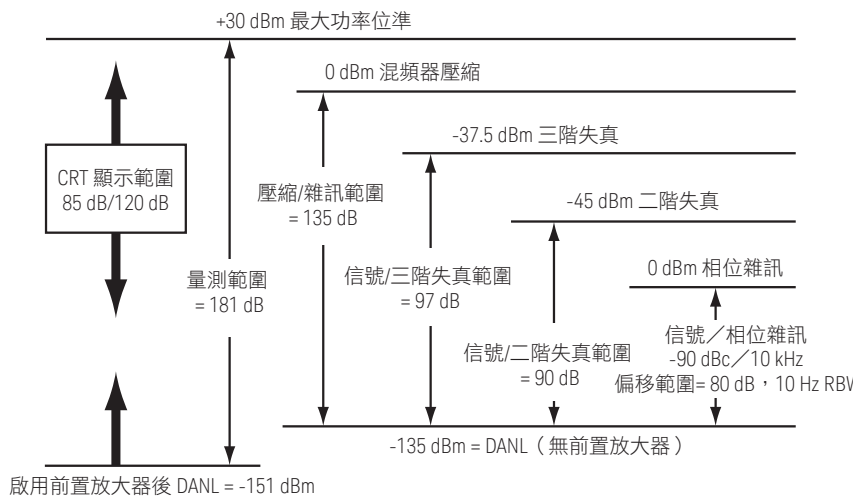 +30 dBm 最大功率位準
0 dBm 混頻器壓縮
-37.5 dBm 三階失真
CRT 顯示範圍
85 dB/120 dB
壓縮/雜訊範圍
= 135 dB
-45 dBm 二階失真
量測範圍
= 181 dB
信號/三階失真範圍
= 97 dB
0 dBm 相位雜訊
信號/二階失真範圍
= 90 dB
信號／相位雜訊
-90 dBc／10 kHz
偏移範圍= 80 dB，10 Hz RBW
-135 dBm = DANL（無前置放大器）
啟用前置放大器後 DANL = -151 dBm